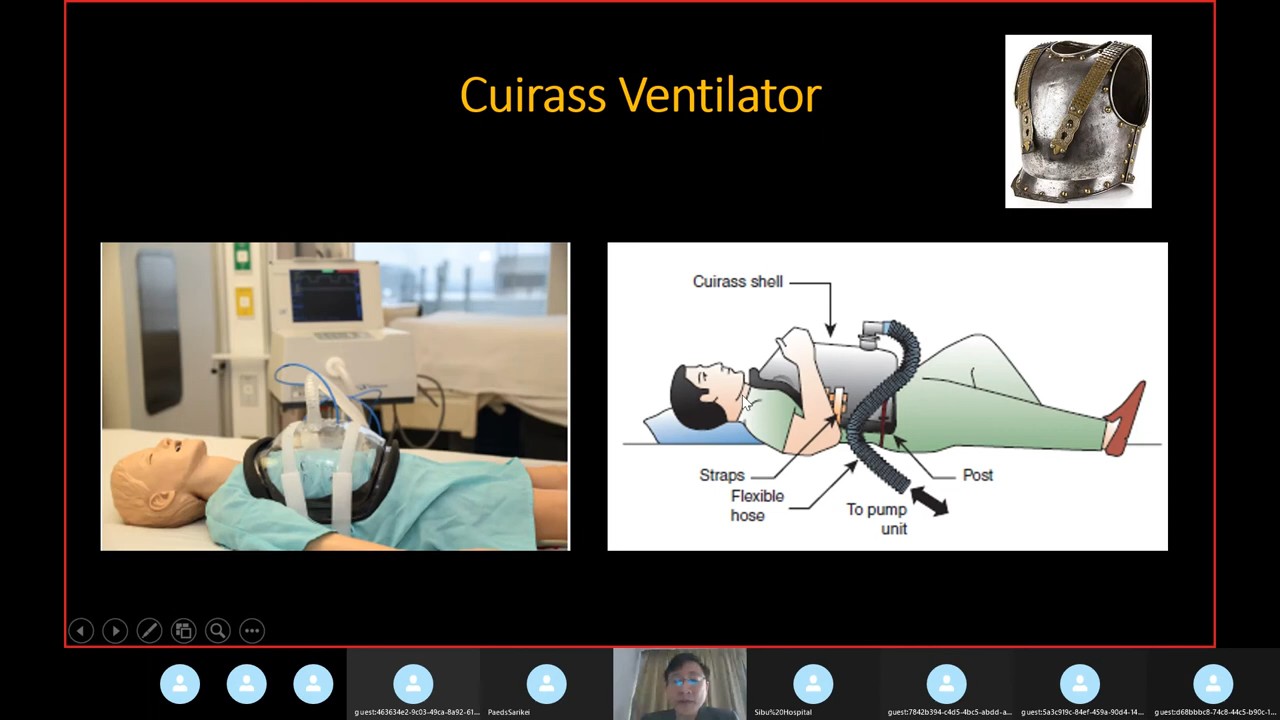 Cuirass Ventilator
Cuirass shell
Straps
Flexible
hose
To pump
unit
Post
guest:463634e2-9c03-49ca-8a92-61...
PaedsSarikei
Sibu%20Hospital
guest:7842b394-c4d5-4bc5-abdd-a...
guest:5a3c919c-84ef-459a-90d4-14...
guest:d68bbbc8-74c8-44c5-b90c-1...